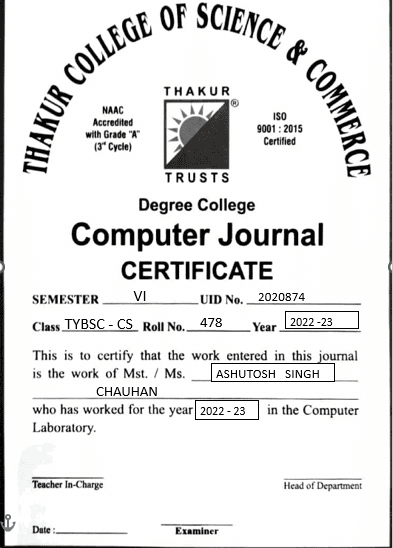 THAKUR COLLEGE OF SCIENCE & COMMERCE
THAKUR
®
TRUSTS
NAAC
Accredited
with Grade "A"
(3rd Cycle)
ISO
9001 : 2015
Certified
Degree College
Computer Journal
CERTIFICATE
SEMESTER VI UID No. 2020874
Class TYBSC - CS Roll No. 478 Year 2022 -23
This is to certify that the work entered in this journal
is the work of Mst. / Ms. ASHUTOSH SINGH
CHAUHAN
who has worked for the year 2022 - 23 in the Computer
Laboratory.
Teacher In-Charge Head of Department
Date : Examiner